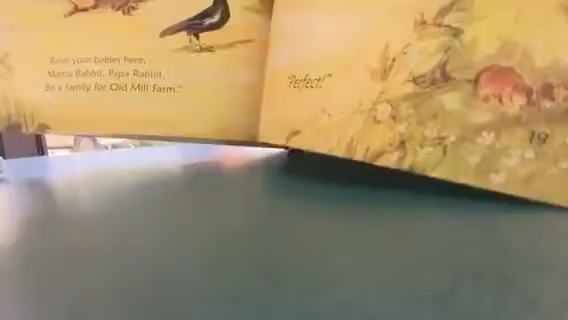 "Raise your babies here,
Mama Rabbit, Papa Rabbit.
Be a family for Old Mill Farm."
"Perfect!"
19